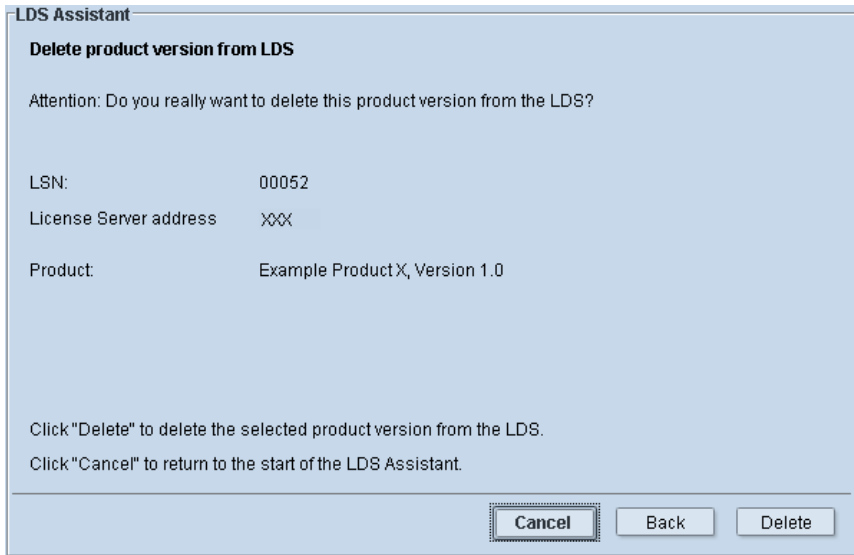 LDS Assistant
Delete product version from LDS
Attention: Do you really want to delete this product version from the LDS?
LSN: 00052
License Server address XXX
Product: Example Product X, Version 1.0
Click "Delete" to delete the selected product version from the LDS.
Click "Cancel" to return to the start of the LDS Assistant.
Cancel Back Delete